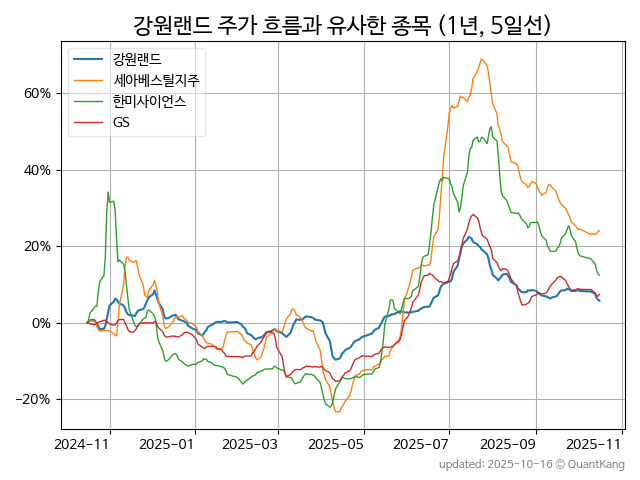 강원랜드 주가 흐름과 유사한 종목 (1년, 5일선)
강원랜드
세아베스틸지주
한미사이언스
GS
60%
40%
20%
0%
−20%
2024-11
2025-01
2025-03
2025-05
2025-07
2025-09
2025-11
updated: 2025-10-16 © QuantKang